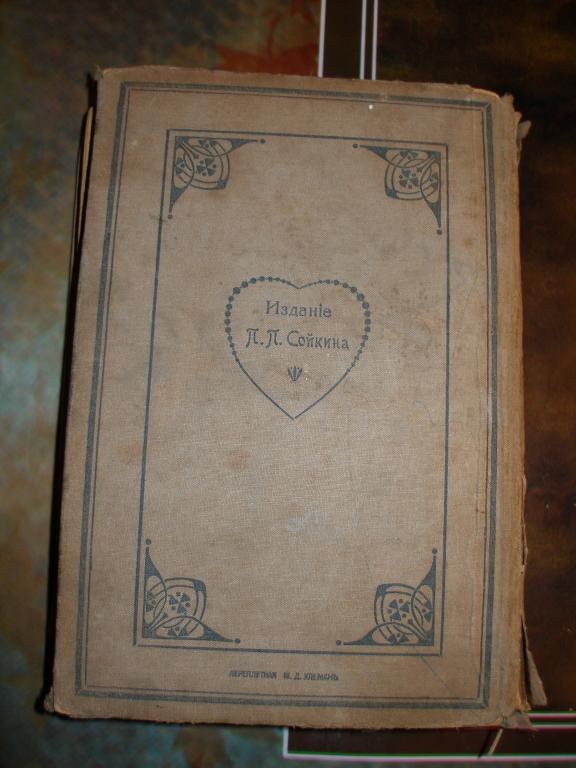 Изданіе
П. П. Сойкина
ПЕРЕПЛЕТНАЯ Ш. Д. КЛЕМАНЪ